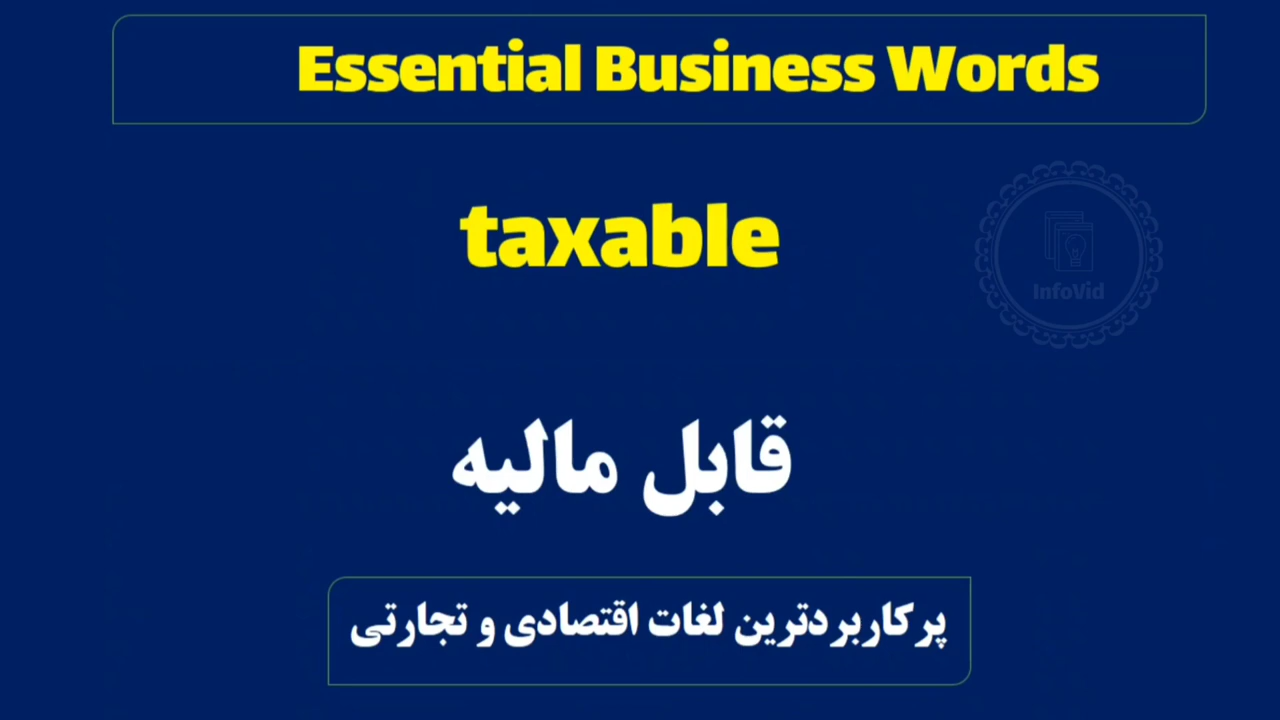 Essential Business Words
taxable
InfoVid
قابل مالیه
پرکاربردترین لغات اقتصادی و تجارتی